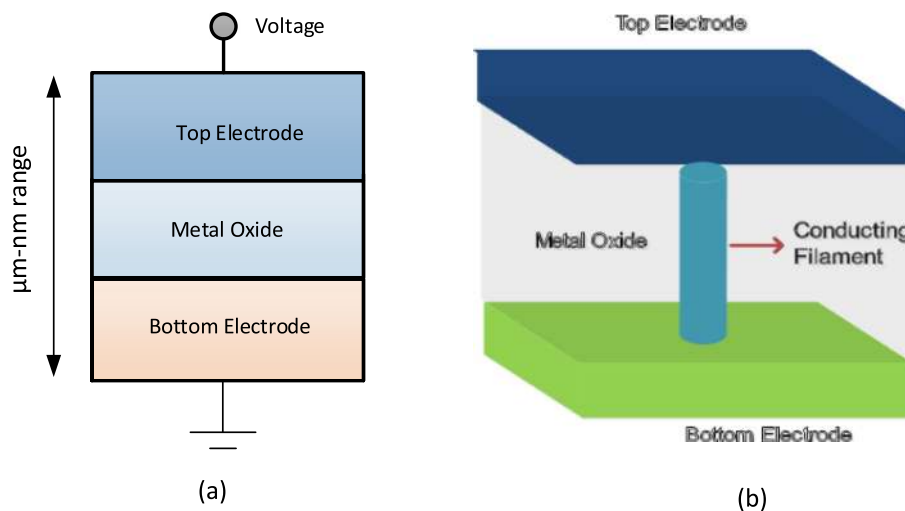 Voltage
Top Electrode
Metal Oxide
Bottom Electrode
µm-nm range
(a)
Top Electrode
Metal Oxide
Conducting
Filament
Bottom Electrode
(b)